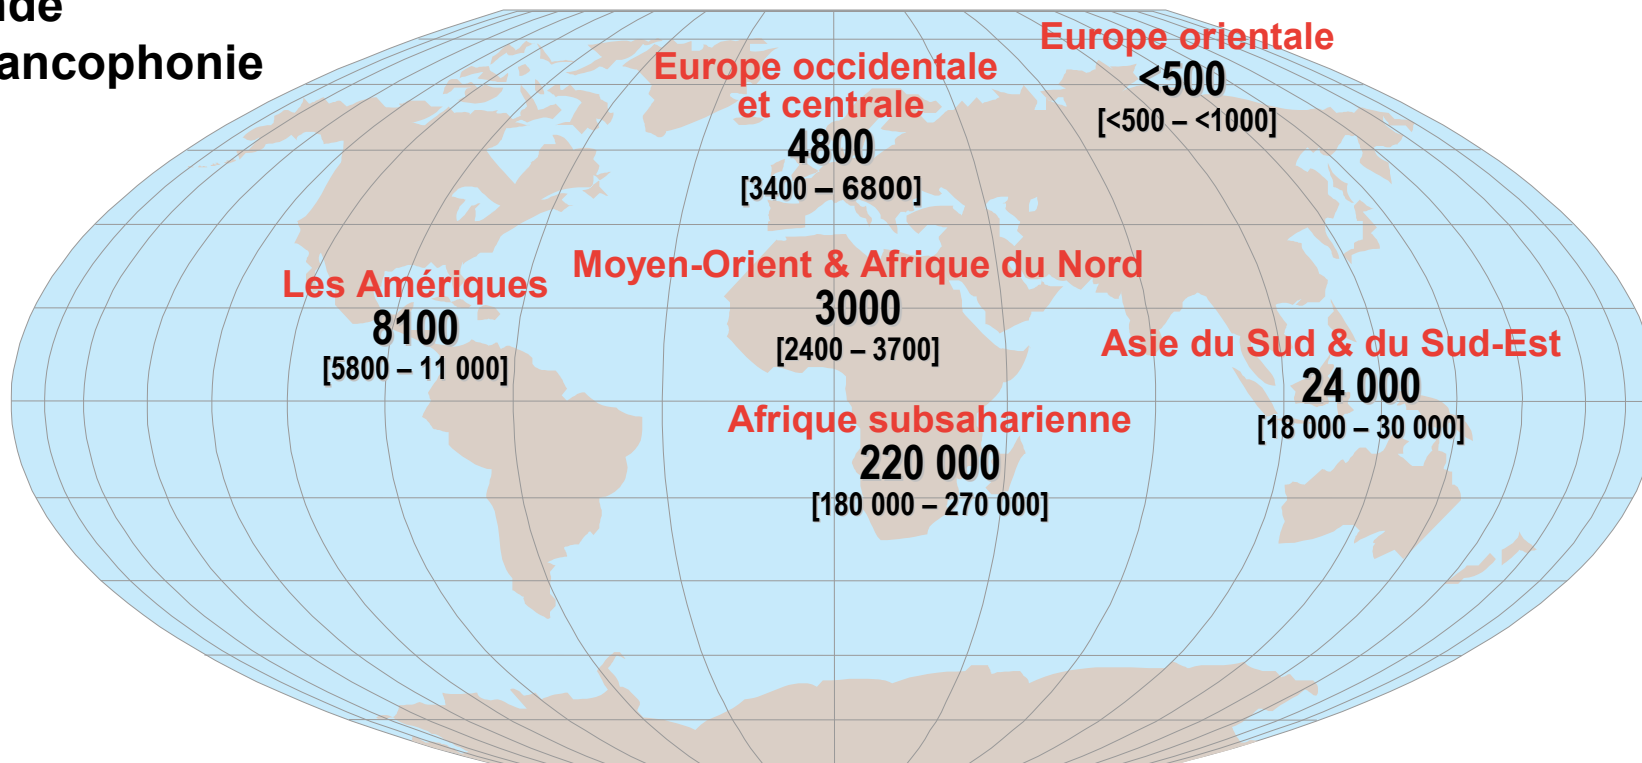 ancophonie
Europe orientale
<500
[<500 – <1000]
Europe occidentale
et centrale
4800
[3400 – 6800]
Moyen-Orient & Afrique du Nord
3000
[2400 – 3700]
Les Amériques
8100
[5800 – 11 000]
Asie du Sud & du Sud-Est
24 000
[18 000 – 30 000]
Afrique subsaharienne
220 000
[180 000 – 270 000]